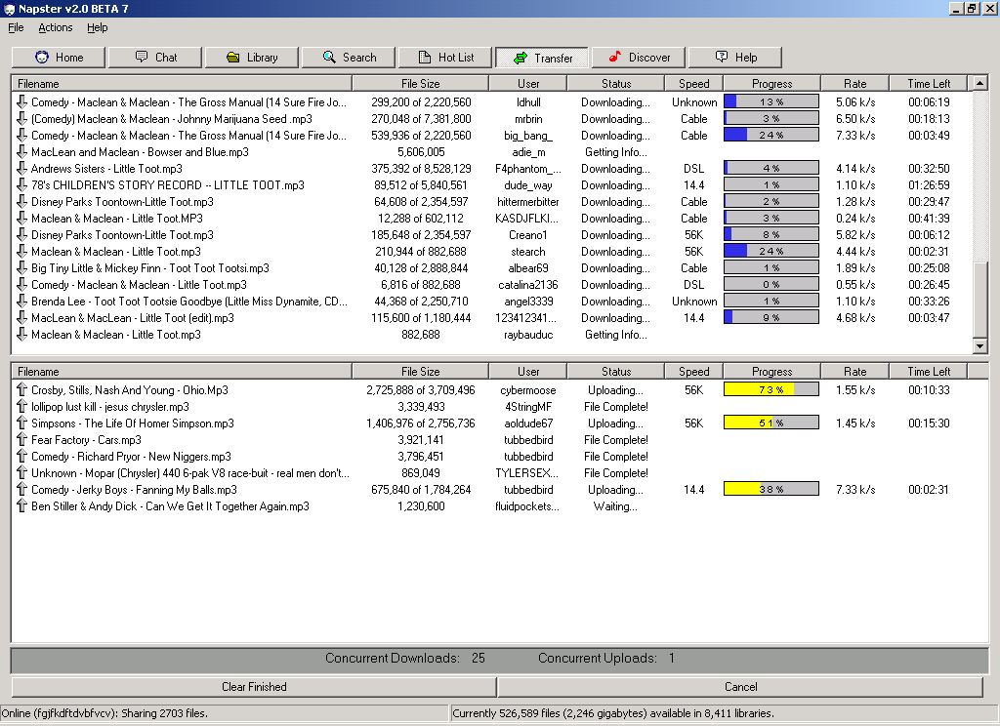 Napster v2.0 BETA 7
File Actions Help
Home Chat Library Search Hot List Transfer Discover Help
Filename File Size User Status Speed Progress Rate Time Left
Comedy - Maclean & Maclean - The Gross Manual (14 Sure Fire Jo... 299,200 of 2,220,560 ldhull Downloading... Unknown 13% 5.06 k/s 00:06:19
(Comedy) Maclean & Maclean - Johnny Marijuana Seed .mp3 270,048 of 7,381,800 mrbrin Downloading... Cable 3% 6.50 k/s 00:18:13
Comedy - Maclean & Maclean - The Gross Manual (14 Sure Fire Jo... 539,936 of 2,220,560 big_bang_ Downloading... Cable 24% 7.33 k/s 00:03:49
MacLean and Maclean - Bowser and Blue.mp3 5,606,005 adie_m Getting Info...
Andrews Sisters - Little Toot.mp3 375,392 of 8,528,129 F4phantom_... Downloading... DSL 4% 4.14 k/s 00:32:50
78's CHILDREN'S STORY RECORD -- LITTLE TOOT.mp3 89,512 of 5,840,561 dude_way Downloading... 14.4 1% 1.10 k/s 01:26:59
Disney Parks Toontown-Little Toot.mp3 64,608 of 2,354,597 hittermerbitter Downloading... Cable 2% 1.28 k/s 00:29:47
Maclean & Maclean - Little Toot.MP3 12,288 of 602,112 KASDJFLKI... Downloading... Cable 3% 0.24 k/s 00:41:39
Disney Parks Toontown-Little Toot.mp3 185,648 of 2,354,597 Creano1 Downloading... 56K 8% 5.82 k/s 00:06:12
Maclean & Maclean - Little Toot.mp3 210,944 of 882,688 stearch Downloading... 56K 24% 4.44 k/s 00:02:31
Big Tiny Little & Mickey Finn - Toot Toot Tootsi.mp3 40,128 of 2,888,844 albear69 Downloading... Cable 1% 1.89 k/s 00:25:08
Comedy - Maclean & Maclean - Little Toot.mp3 6,816 of 882,688 catalina2136 Downloading... DSL 0% 0.55 k/s 00:26:45
Brenda Lee - Toot Toot Tootsie Goodbye (Little Miss Dynamite, CD... 44,368 of 2,250,710 angel3339 Downloading... Unknown 1% 1.10 k/s 00:33:26
MacLean & MacLean - Little Toot (edit).mp3 115,600 of 1,180,444 123412341... Downloading... 14.4 9% 4.68 k/s 00:03:47
Maclean & Maclean - Little Toot.mp3 882,688 raybauduc Getting Info...
Filename File Size User Status Speed Progress Rate Time Left
Crosby, Stills, Nash And Young - Ohio.Mp3 2,725,888 of 3,709,496 cybermoose Uploading... 56K 73% 1.55 k/s 00:10:33
lollipop lust kill - jesus chrysler.mp3 3,339,493 4StringMF File Complete!
Simpsons - The Life Of Homer Simpson.mp3 1,406,976 of 2,756,736 aoldude67 Uploading... 56K 51% 1.45 k/s 00:15:30
Fear Factory - Cars.mp3 3,921,141 tubbedbird File Complete!
Comedy - Richard Pryor - New Niggers.mp3 3,796,451 tubbedbird File Complete!
Unknown - Mopar (Chrysler) 440 6-pak V8 race-buit - real men don't... 869,049 TYLERSEX... File Complete!
Comedy - Jerky Boys - Fanning My Balls.mp3 675,840 of 1,784,264 tubbedbird Uploading... 14.4 38% 7.33 k/s 00:02:31
Ben Stiller & Andy Dick - Can We Get It Together Again.mp3 1,230,600 fluidpockets... Waiting...
Concurrent Downloads: 25 Concurrent Uploads: 1
Clear Finished Cancel
Online (fgjfkdftdvbfvcv): Sharing 2703 files. Currently 526,589 files (2,246 gigabytes) available in 8,411 libraries.